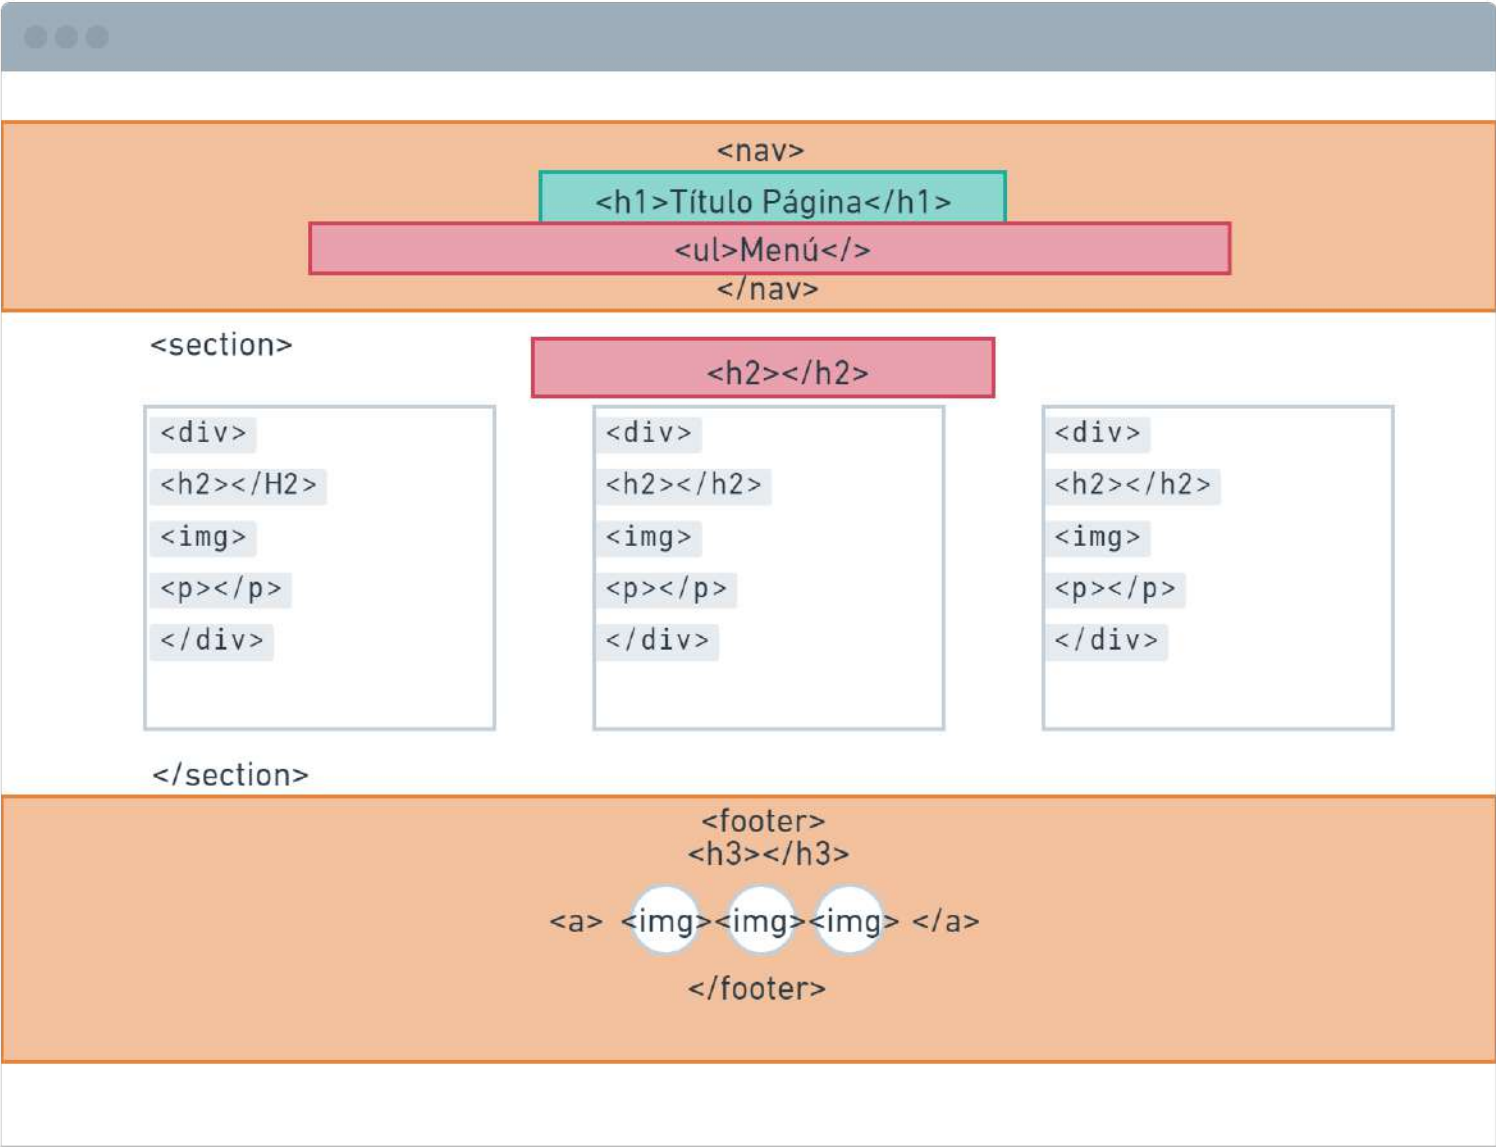 <nav>
<h1>Título Página</h1>
<ul>Menú</>
</nav>
<section>
<h2></h2>
<div>
<h2></H2>
<img>
<p></p>
</div>
<div>
<h2></h2>
<img>
<p></p>
</div>
<div>
<h2></h2>
<img>
<p></p>
</div>
</section>
<footer>
<h3></h3>
<a> <img><img><img> </a>
</footer>